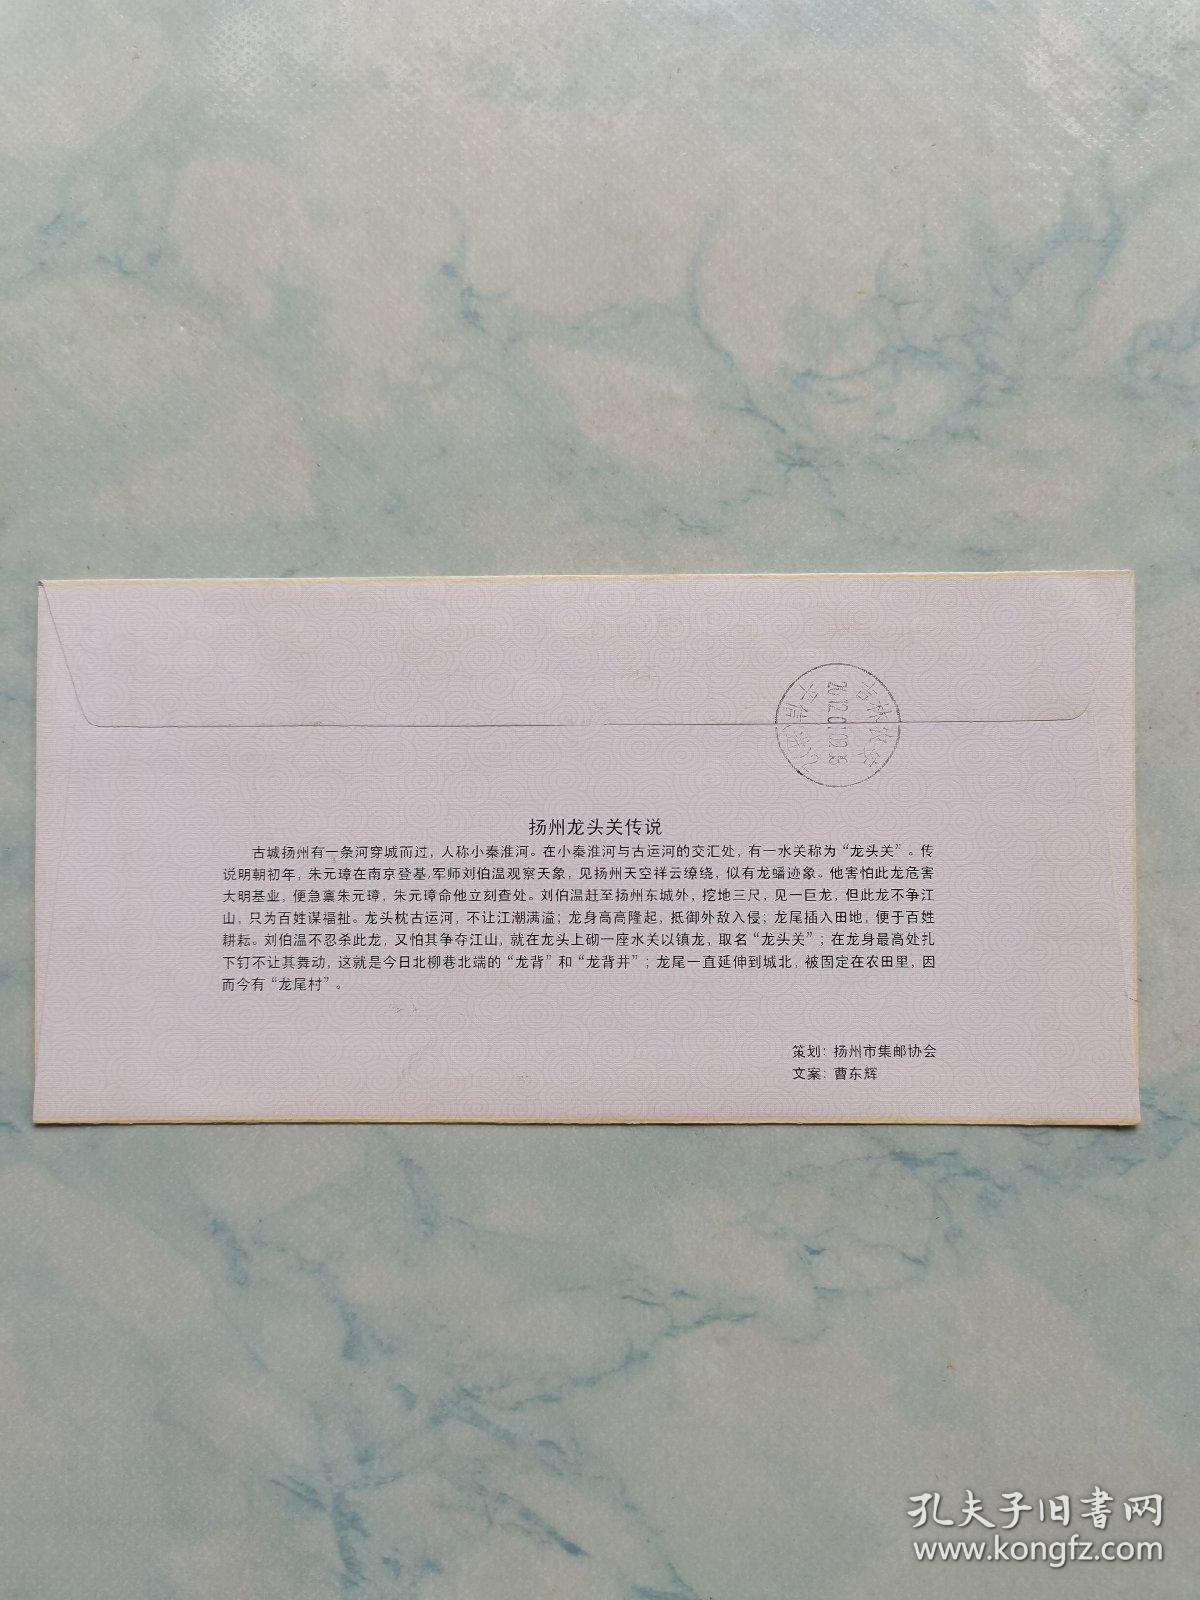 扬州龙头关传说
古城扬州有一条河穿城而过，人称小秦淮河。在小秦淮河与古运河的交汇处，有一水关称为“龙头关”。传
说明朝初年，朱元璋在南京登基，军师刘伯温观察天象，见扬州天空祥云缭绕，似有龙蟠迹象。他害怕此龙危害
大明基业，便急禀朱元璋，朱元璋命他立刻查处。刘伯温赶至扬州东城外，挖地三尺，见一巨龙，但此龙不争江
山，只为百姓谋福祉。龙头枕古运河，不让江潮满溢；龙身高高隆起，抵御外敌入侵；龙尾插入田地，便于百姓
耕耘。刘伯温不忍杀此龙，又怕其争夺江山，就在龙头上砌一座水关以镇龙，取名“龙头关”；在龙身最高处扎
下钉不让其舞动，这就是今日北柳巷北端的“龙背”和“龙背井”；龙尾一直延伸到城北，被固定在农田里，因
而今有“龙尾村”。
策划：扬州市集邮协会
文案：曹东辉
孔夫子旧书网
www.kongfz.com